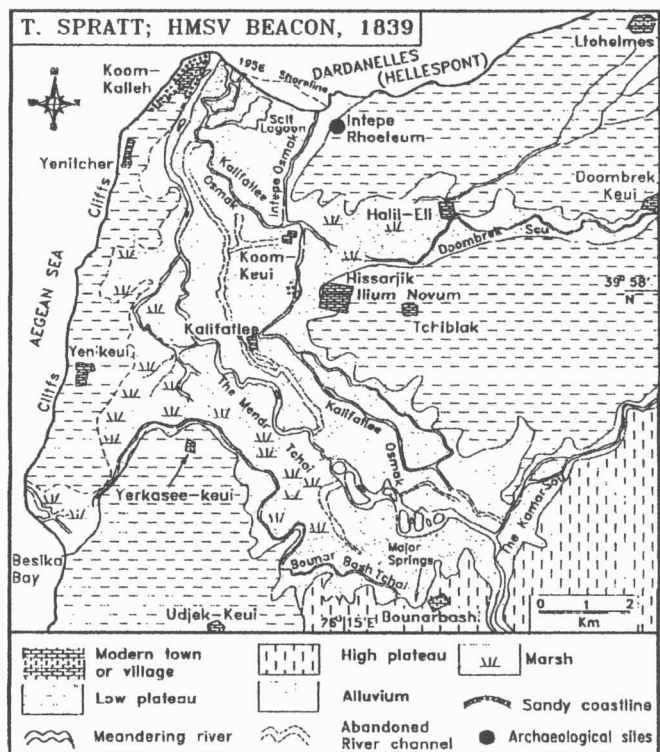 T. SPRATT; HMSV BEACON, 1839
Koom-
Kalleh
1956
Shoreline
DARDANELLES
(HELLESPONT)
Lfohelmes
Salt
Lagoon
Intepe
Rhoeteum
Yenitcher
Cliffs
Kalifatlee
Osmak
Intepe Osmak
Halil-Eli
Doombrek
Keui
Doombrek
Scu
Koom-
Keui
AEGEAN SEA
Hissarjik
Ilium Novum
39° 58'
N
Tchiblak
Kalifatlee
Yenikeui
Cliffs
The Mendr
Tchai
Kalifatlee
Osmak
The Kamar Sou
Yerkasee-keui
Besika
Bay
Major
Springs
Bounar
Bash Tchai
Udjek-Keui
26° 15'E
Bounarbash
0 1 2
Km
Modern town
or village
High plateau
Marsh
Low plateau
Alluvium
Sandy coastline
Meandering river
Abandoned
River channel
Archaeological sites